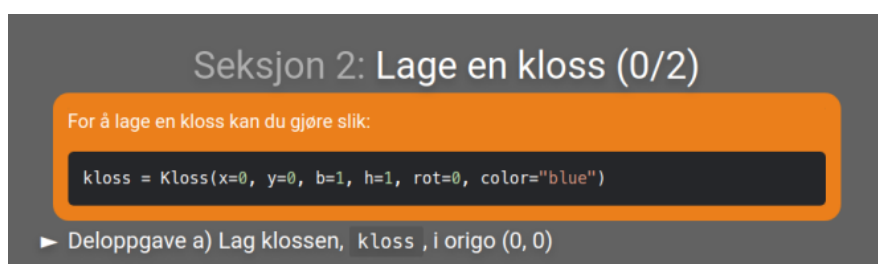 Seksjon 2: Lage en kloss (0/2)
For å lage en kloss kan du gjøre slik:
kloss = Kloss(x=0, y=0, b=1, h=1, rot=0, color="blue")
► Deloppgave a) Lag klossen, kloss , i origo (0, 0)